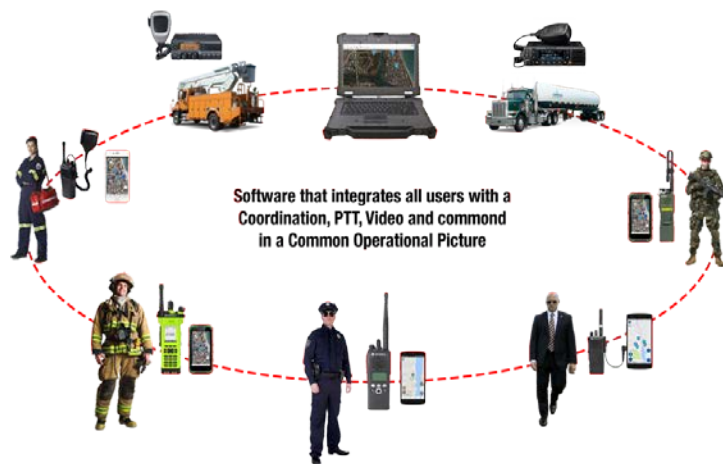 Software that integrates all users with a
Coordination, PTT, Video and commond
in a Common Operational Picture